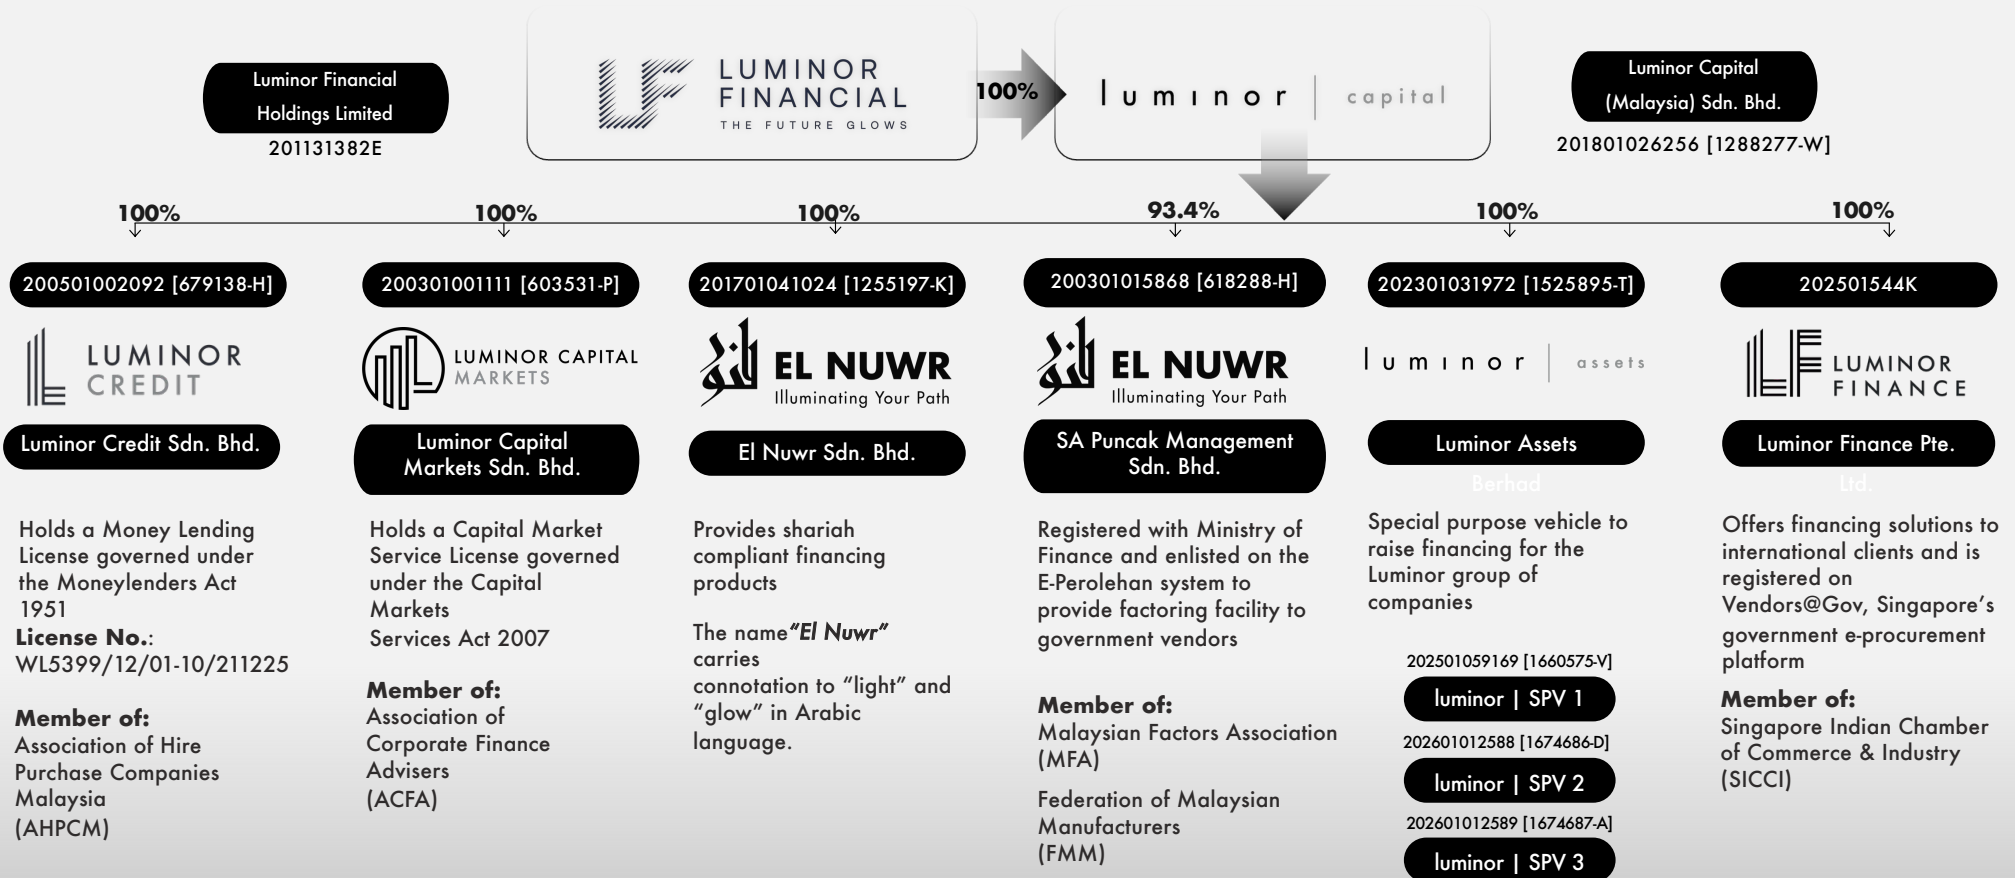 Luminor Financial
Holdings Limited
201131382E
LUMINOR
FINANCIAL
THE FUTURE GLOWS
100%
luminor | capital
Luminor Capital
(Malaysia) Sdn. Bhd.
201801026256 [1288277-W]
100%
100%
100%
93.4%
100%
100%
200501002092 [679138-H]
LUMINOR
CREDIT
Luminor Credit Sdn. Bhd.
Holds a Money Lending
License governed under
the Moneylenders Act
1951
License No.:
WL5399/12/01-10/211225
Member of:
Association of Hire
Purchase Companies
Malaysia
(AHPCM)
200301001111 [603531-P]
LUMINOR CAPITAL
MARKETS
Luminor Capital
Markets Sdn. Bhd.
Holds a Capital Market
Service License governed
under the Capital
Markets
Services Act 2007
Member of:
Association of
Corporate Finance
Advisers
(ACFA)
201701041024 [1255197-K]
النور
EL NUWR
Illuminating Your Path
El Nuwr Sdn. Bhd.
Provides shariah
compliant financing
products
The name“El Nuwr”
carries
connotation to “light” and
“glow” in Arabic
language.
200301015868 [618288-H]
النور
EL NUWR
Illuminating Your Path
SA Puncak Management
Sdn. Bhd.
Registered with Ministry of
Finance and enlisted on the
E-Perolehan system to
provide factoring facility to
government vendors
Member of:
Malaysian Factors Association
(MFA)
Federation of Malaysian
Manufacturers
(FMM)
202301031972 [1525895-T]
luminor | assets
Luminor Assets
Berhad
Special purpose vehicle to
raise financing for the
Luminor group of
companies
202501059169 [1660575-V]
luminor | SPV 1
202601012588 [1674686-D]
luminor | SPV 2
202601012589 [1674687-A]
luminor | SPV 3
202501544K
LUMINOR
FINANCE
Luminor Finance Pte.
Ltd.
Offers financing solutions to
international clients and is
registered on
Vendors@Gov, Singapore’s
government e-procurement
platform
Member of:
Singapore Indian Chamber
of Commerce & Industry
(SICCI)